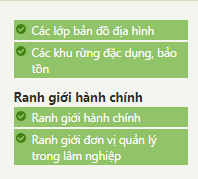 Các lớp bản đồ địa hình
Các khu rừng đặc dụng, bảo
tồn
Ranh giới hành chính
Ranh giới hành chính
Ranh giới đơn vị quản lý
trong lâm nghiệp